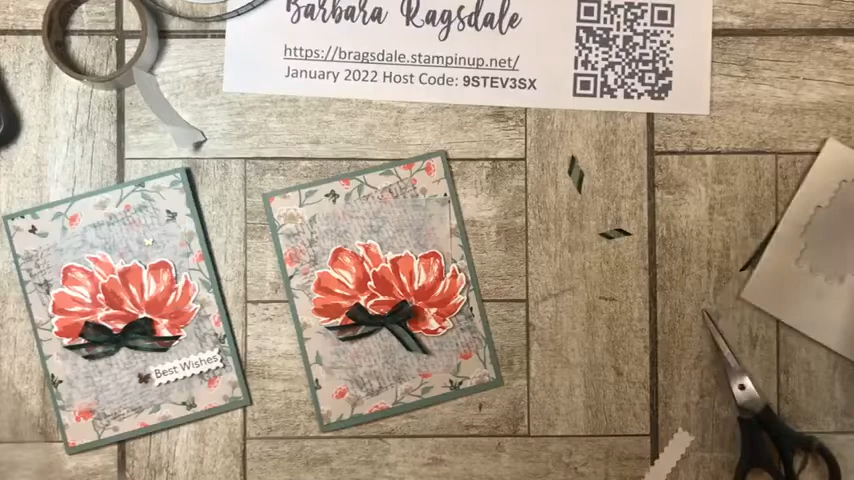 Barbara Ragsdale
https://bragsdale.stampinup.net/
January 2022 Host Code: 9STEV3SX
Best Wishes